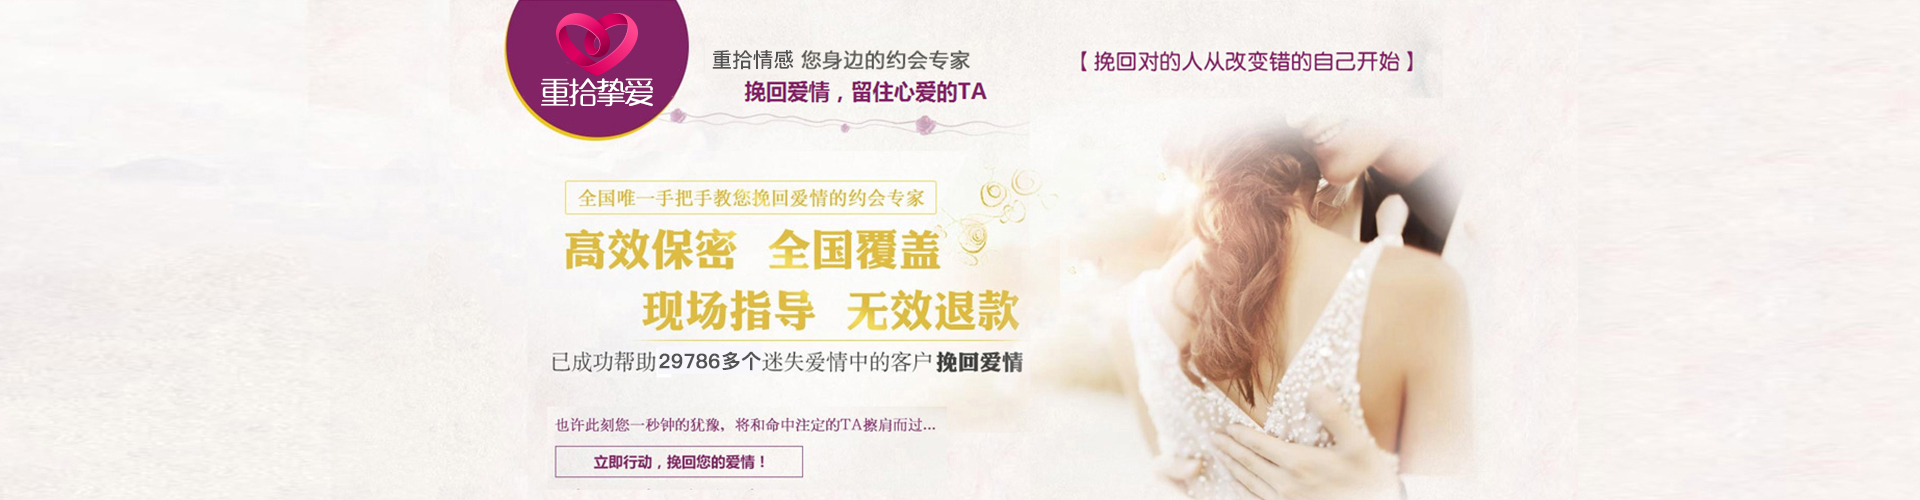 重拾挚爱
重拾情感 您身边的约会专家
挽回爱情，留住心爱的TA
【 挽回对的人从改变错的自己开始 】
全国唯一手把手教您挽回爱情的约会专家
高效保密 全国覆盖
现场指导 无效退款
已成功帮助29786多个迷失爱情中的客户挽回爱情
也许此刻您一秒钟的犹豫，将和命中注定的TA擦肩而过...
立即行动，挽回您的爱情！